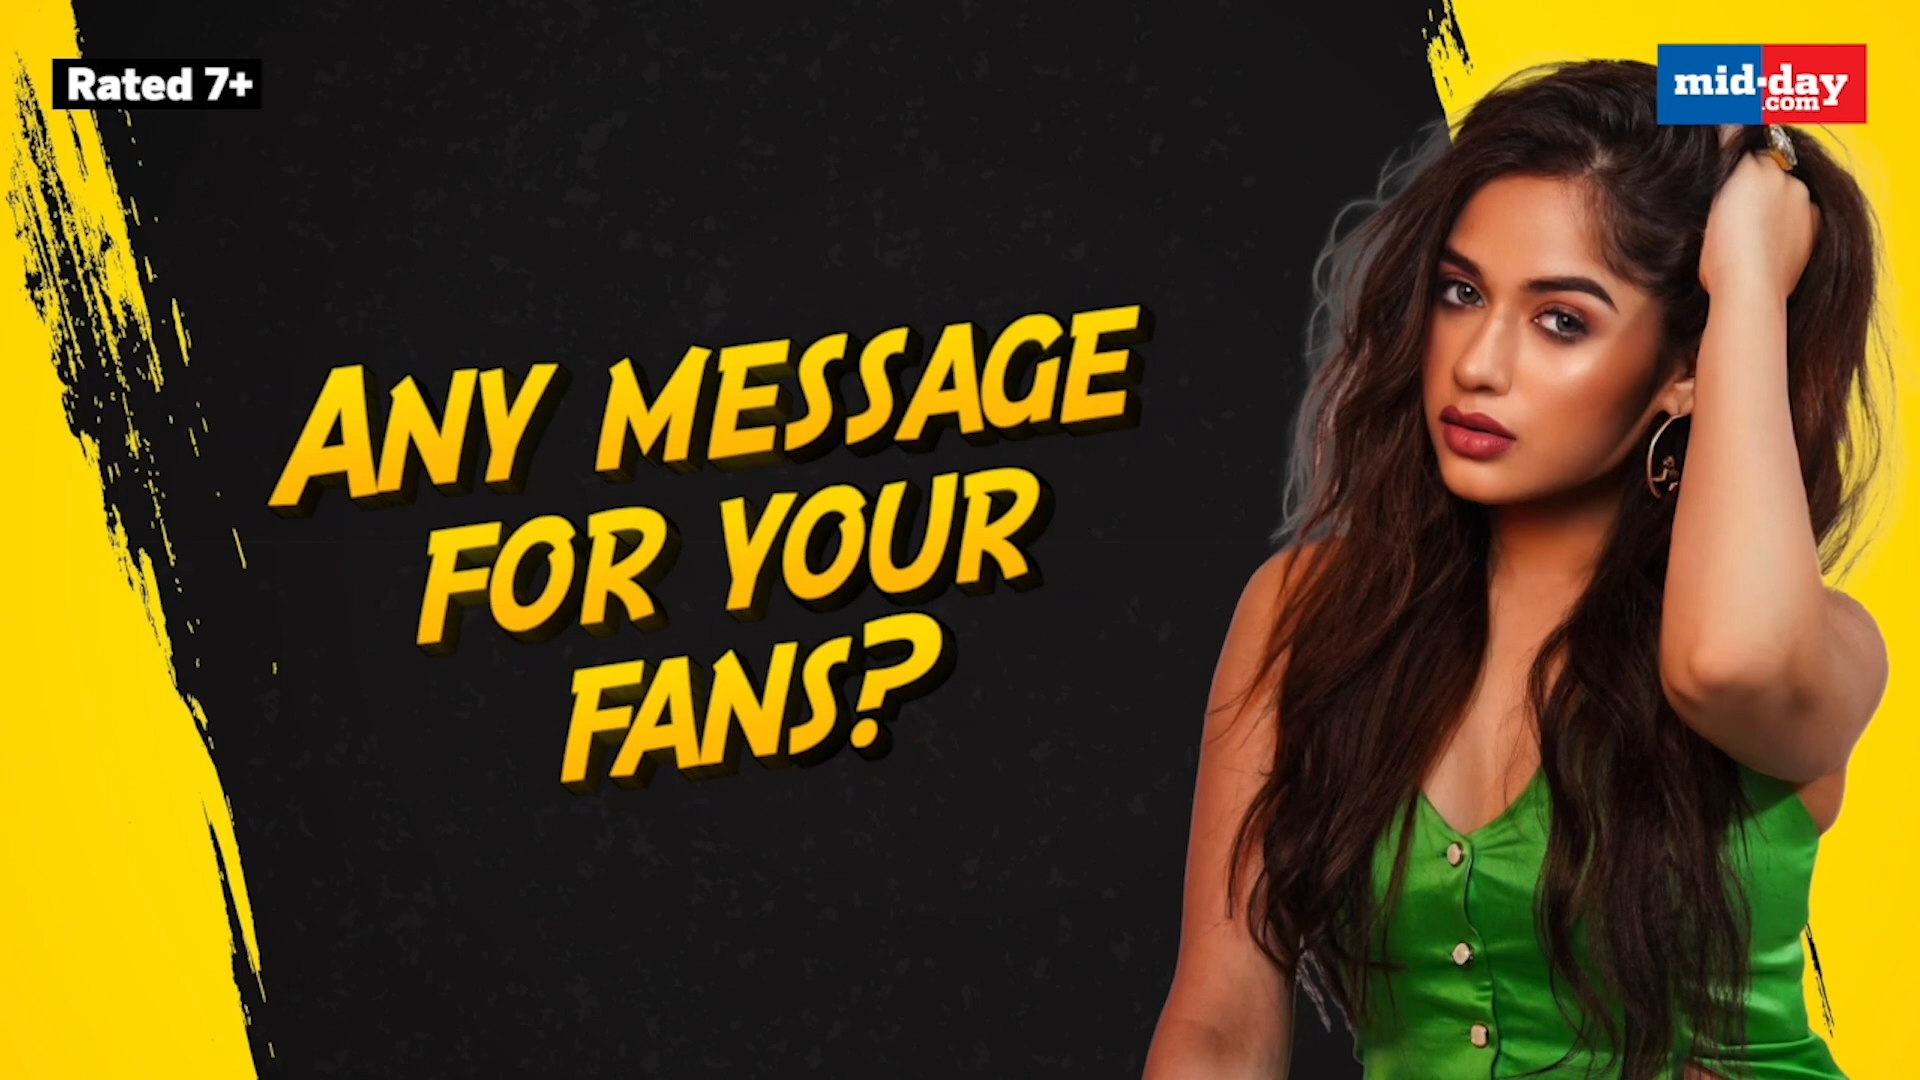 Rated 7+
mid-day
.com
ANY MESSAGE
FOR YOUR
FANS?